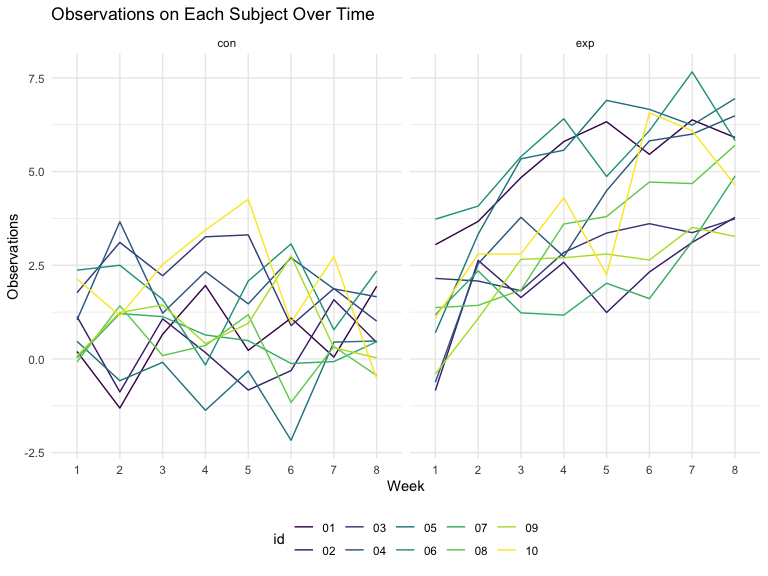 Observations on Each Subject Over Time
con exp
7.5
5.0
2.5
0.0
-2.5
Observations
1 2 3 4 5 6 7 8 1 2 3 4 5 6 7 8
Week
id
01 03 05 07 09
02 04 06 08 10